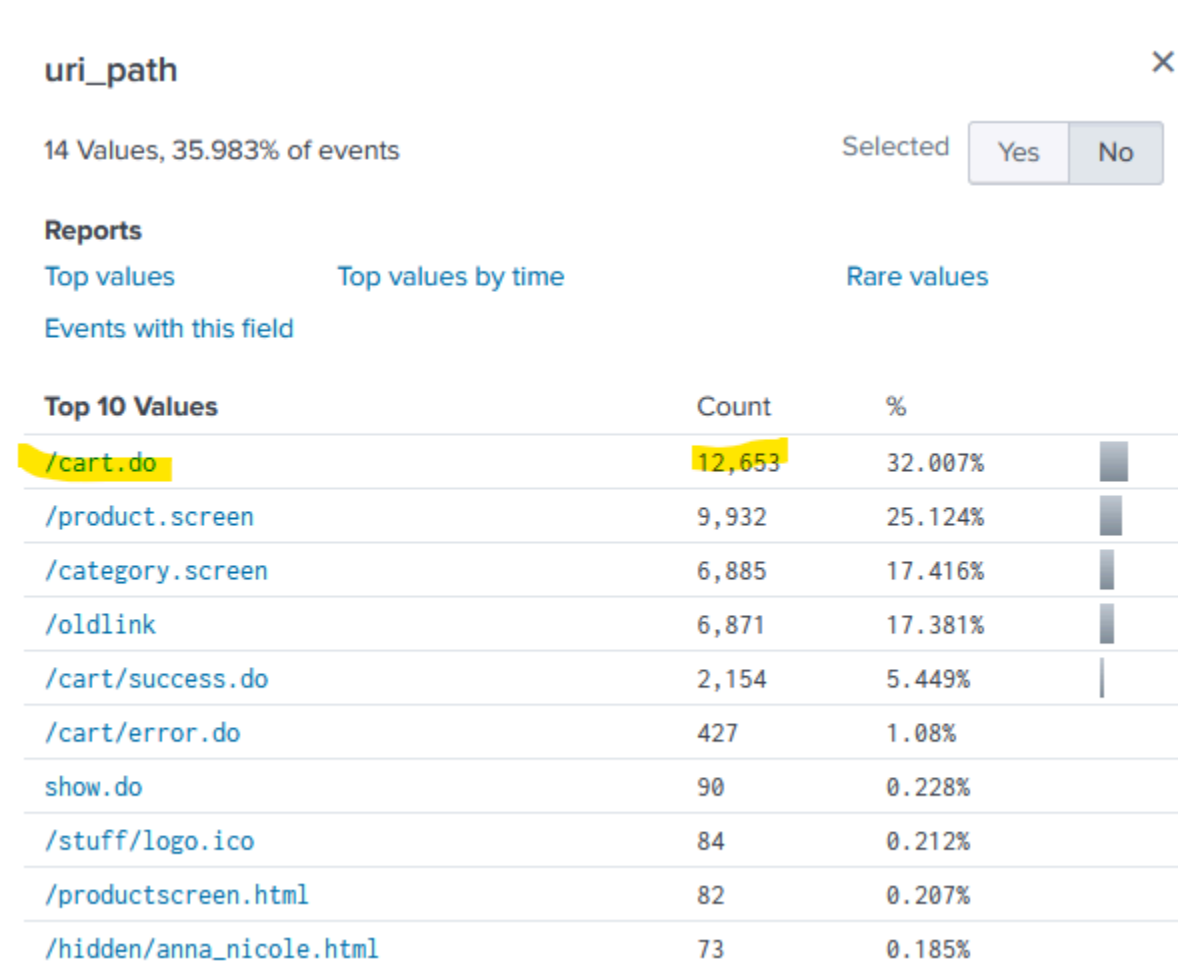 uri_path ×
14 Values, 35.983% of events Selected Yes No
Reports
Top values Top values by time Rare values
Events with this field
Top 10 Values Count %
/cart.do 12,653 32.007%
/product.screen 9,932 25.124%
/category.screen 6,885 17.416%
/oldlink 6,871 17.381%
/cart/success.do 2,154 5.449%
/cart/error.do 427 1.08%
show.do 90 0.228%
/stuff/logo.ico 84 0.212%
/productscreen.html 82 0.207%
/hidden/anna_nicole.html 73 0.185%